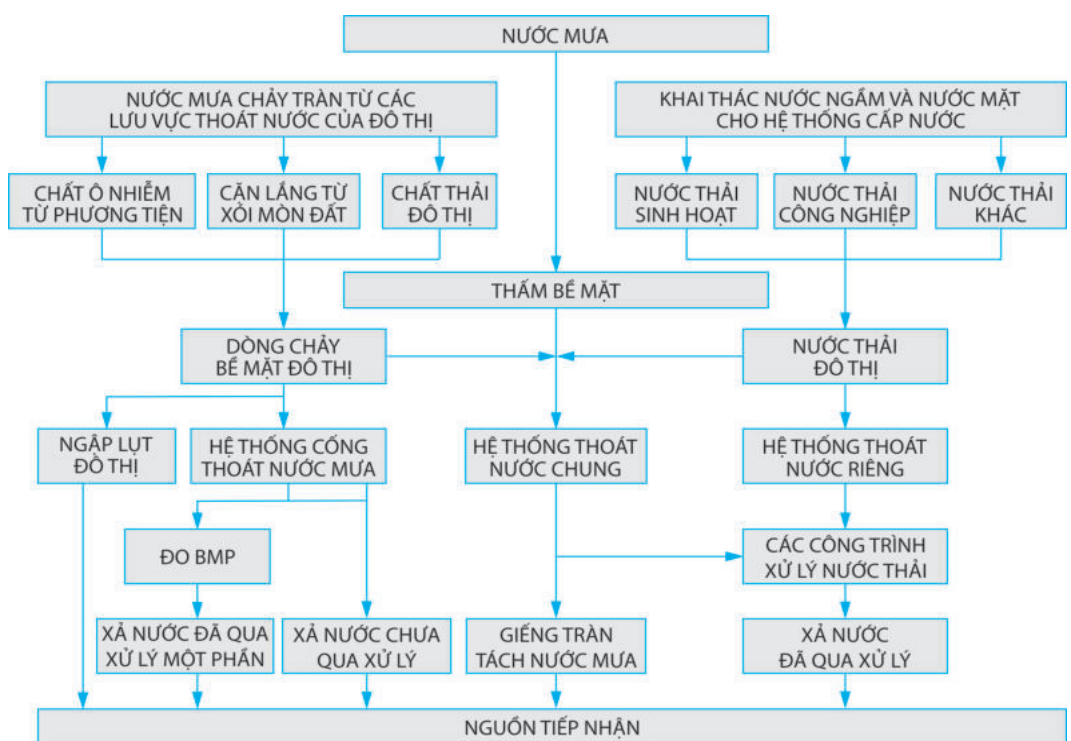 NƯỚC MƯA
NƯỚC MƯA CHẢY TRÀN TỪ CÁC
LƯU VỰC THOÁT NƯỚC CỦA ĐÔ THỊ
KHAI THÁC NƯỚC NGẦM VÀ NƯỚC MẶT
CHO HỆ THỐNG CẤP NƯỚC
CHẤT Ô NHIỄM
TỪ PHƯƠNG TIỆN
CẶN LẮNG TỪ
XÓI MÒN ĐẤT
CHẤT THẢI
ĐÔ THỊ
NƯỚC THẢI
SINH HOẠT
NƯỚC THẢI
CÔNG NGHIỆP
NƯỚC THẢI
KHÁC
THẤM BỀ MẶT
DÒNG CHẢY
BỀ MẶT ĐÔ THỊ
NƯỚC THẢI
ĐÔ THỊ
NGẬP LỤT
ĐÔ THỊ
HỆ THỐNG CỐNG
THOÁT NƯỚC MƯA
HỆ THỐNG THOÁT
NƯỚC CHUNG
HỆ THỐNG THOÁT
NƯỚC RIÊNG
ĐO BMP
CÁC CÔNG TRÌNH
XỬ LÝ NƯỚC THẢI
XẢ NƯỚC ĐÃ QUA
XỬ LÝ MỘT PHẦN
XẢ NƯỚC CHƯA
QUA XỬ LÝ
GIẾNG TRÀN
TÁCH NƯỚC MƯA
XẢ NƯỚC
ĐÃ QUA XỬ LÝ
NGUỒN TIẾP NHẬN